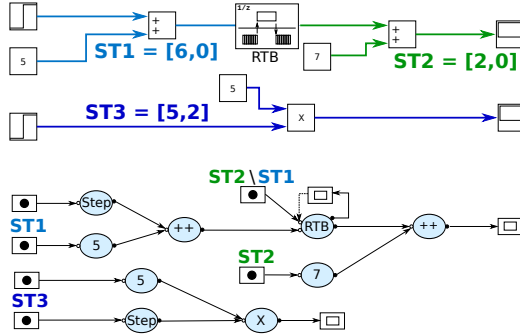 1/z
+
+
+
+
5
ST1 = [6,0]
RTB
7
ST2 = [2,0]
5
ST3 = [5,2]
X
ST2\ST1
Step
RTB
++
++
ST1
5
ST2
7
5
ST3
Step
X